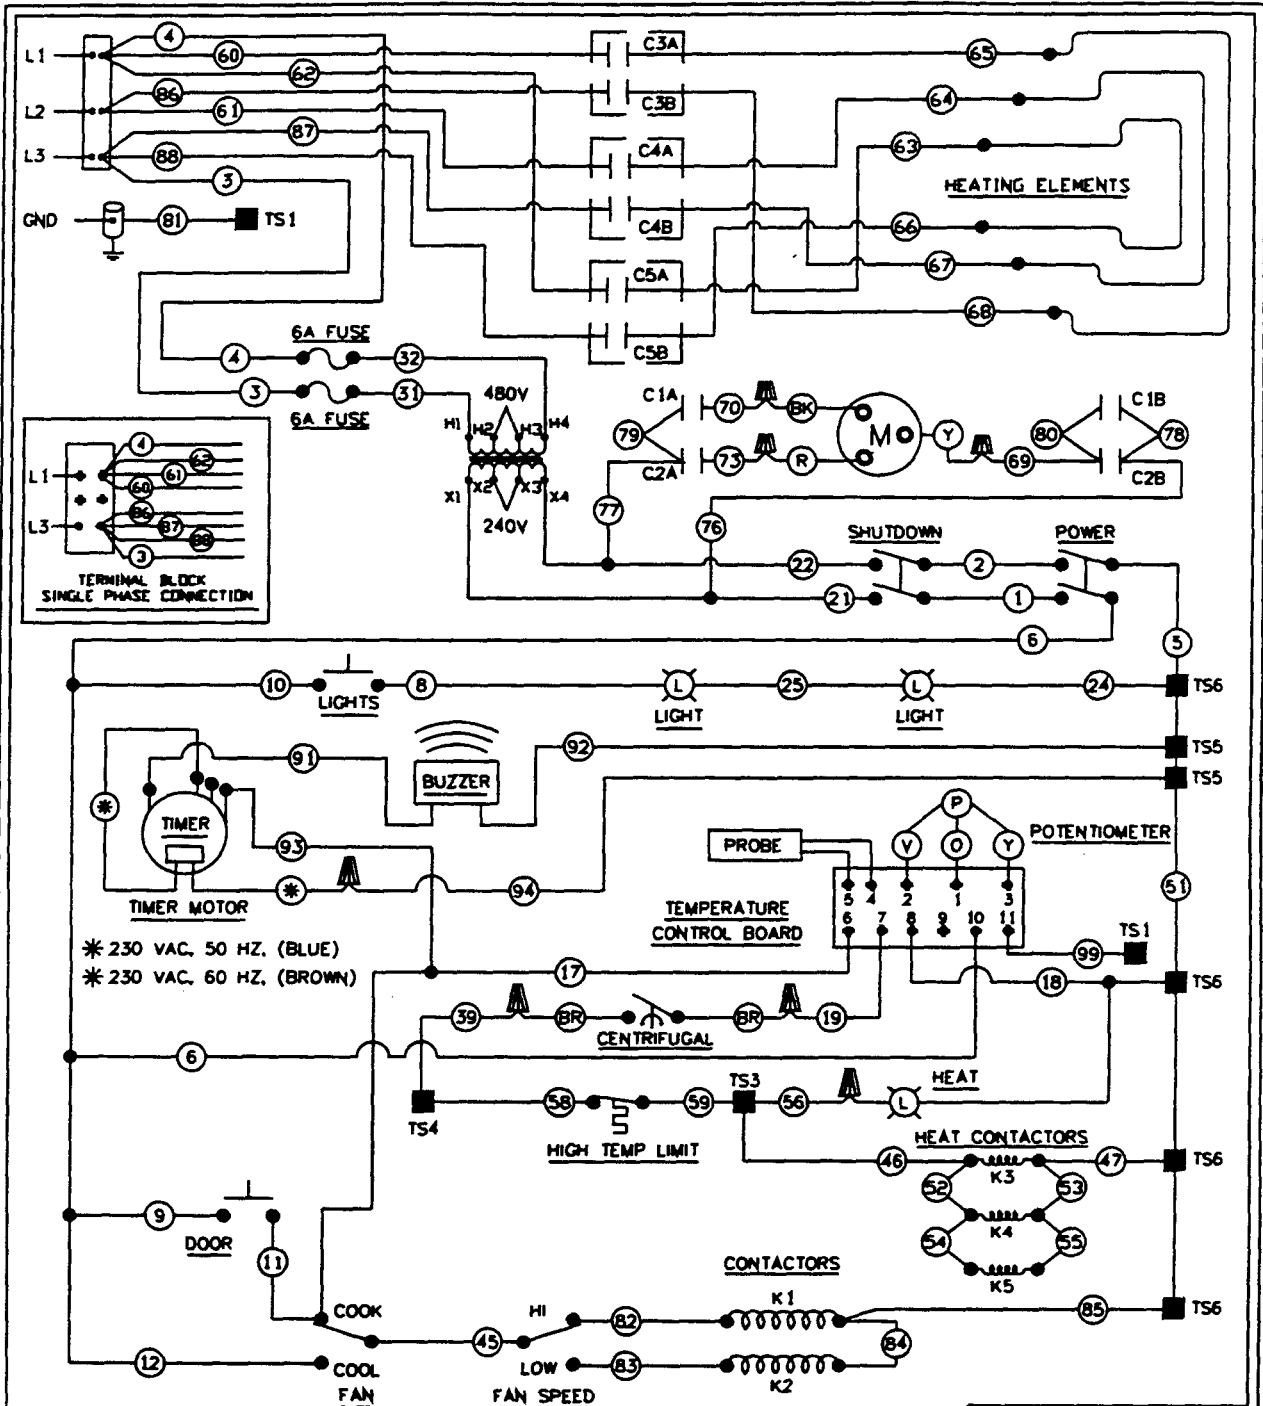 4
L1
60
C3A
65
62
86
L2
61
C3B
64
87
L3
88
C4A
63
3
HEATING ELEMENTS
GND
81
TS1
C4B
66
67
C5A
68
6A FUSE
4
32
C5B
3
31
6A FUSE
480V
H1 H2 H3 H4
X1 X2 X3 X4
240V
C1A
70
BK
C1B
79
M
Y
80
78
73
R
69
C2A
C2B
77
76
4
62
L1
61
60
86
L3
87
88
3
TERMINAL BLOCK
SINGLE PHASE CONNECTION
SHUTDOWN
POWER
22
2
21
1
6
5
10
LIGHTS
8
L
LIGHT
25
L
LIGHT
24
TS6
91
92
TS5
BUZZER
TS5
*
TIMER
93
*
94
TIMER MOTOR
* 230 VAC, 50 HZ, (BLUE)
* 230 VAC, 60 HZ, (BROWN)
P
V O Y
POTENTIOMETER
PROBE
5 4 2 1 3
6 7 8 9 10 11
TEMPERATURE
CONTROL BOARD
51
TS1
99
17
18
TS6
39
BR
BR
19
CENTRIFUGAL
6
HEAT
TS4
58
59
TS3
56
L
HIGH TEMP LIMIT
HEAT CONTACTORS
46
K3
47
TS6
52
53
K4
54
55
K5
9
DOOR
11
CONTACTORS
COOK
HI
82
K1
85
TS6
45
84
12
COOL
LOW
83
K2
FAN
FAN SPEED